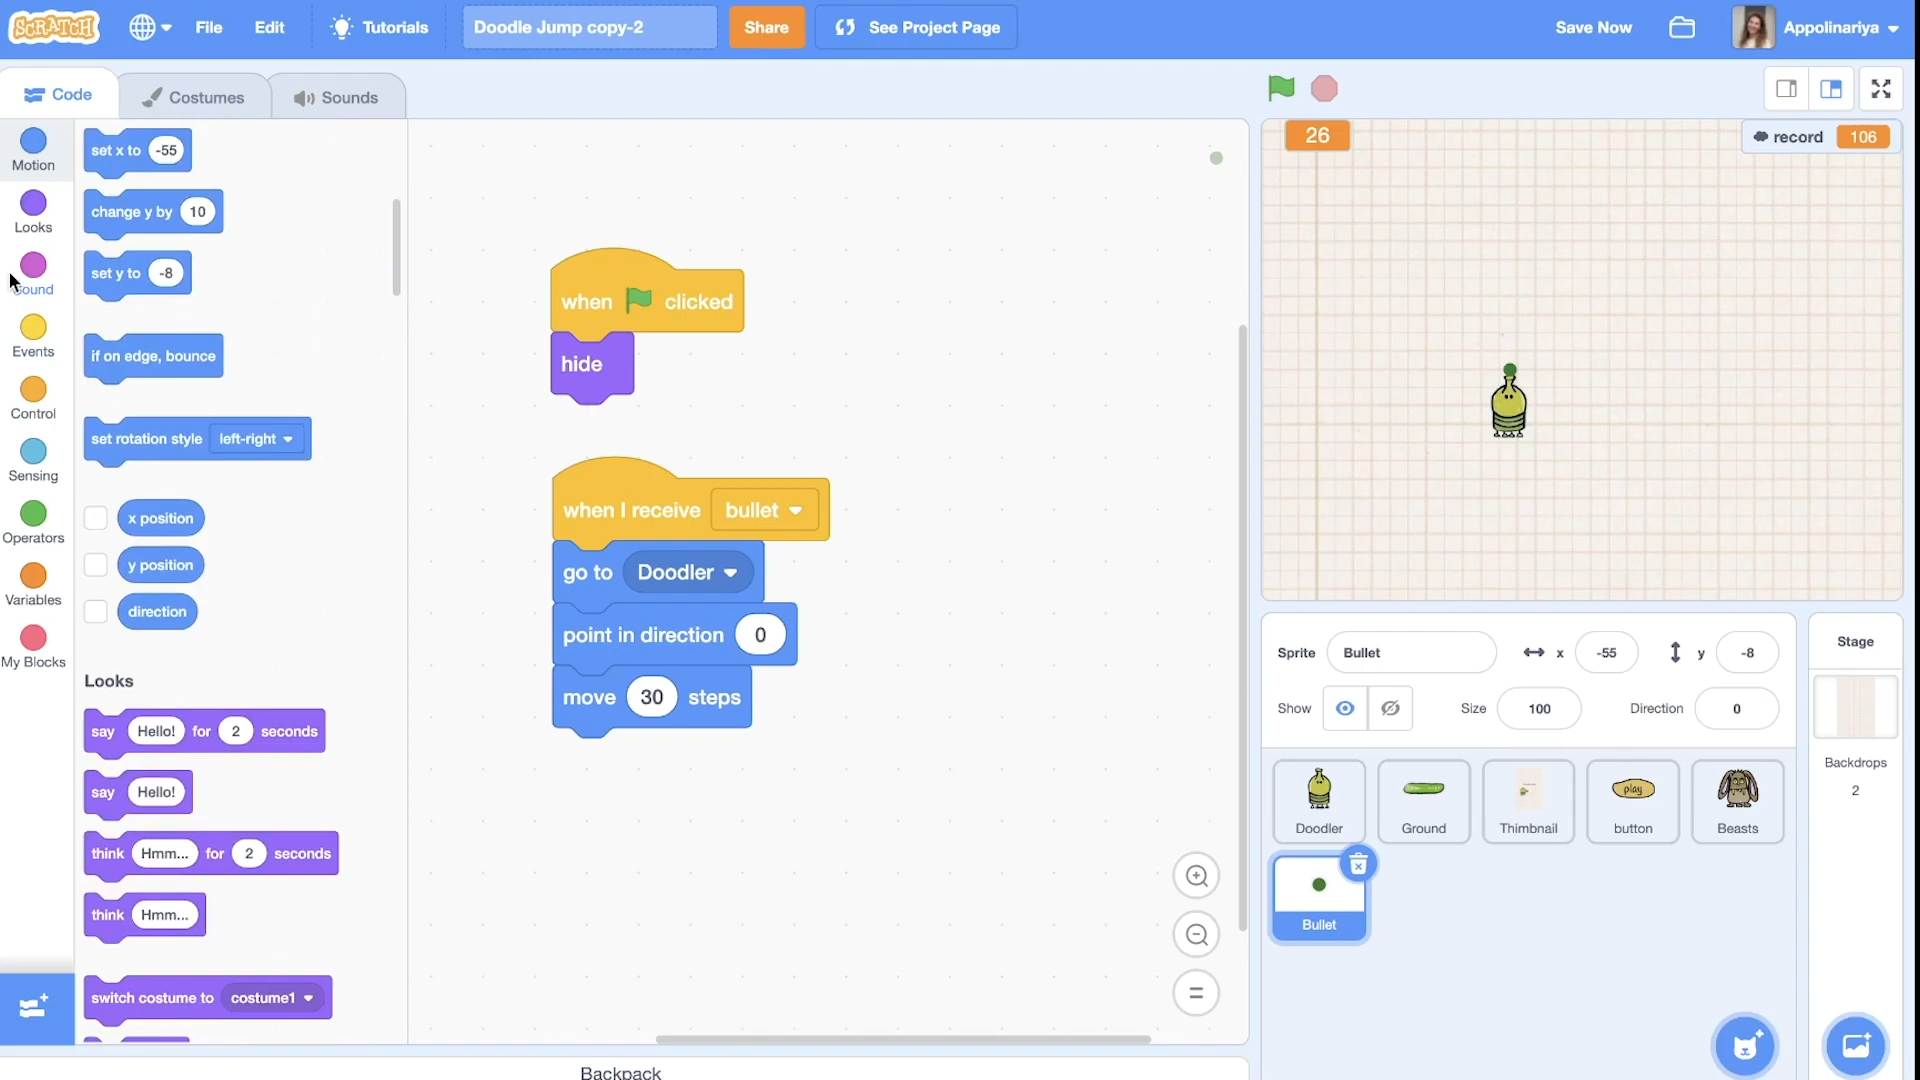 SCRATCH
File
Edit
Tutorials
Doodle Jump copy-2
Share
See Project Page
Save Now
Appolinariya
Code
Costumes
Sounds
Motion
Looks
Sound
Events
Control
Sensing
Operators
Variables
My Blocks
set x to -55
change y by 10
set y to -8
if on edge, bounce
set rotation style left-right
x position
y position
direction
Looks
say Hello! for 2 seconds
say Hello!
think Hmm... for 2 seconds
think Hmm...
switch costume to costume1
when clicked
hide
when I receive bullet
go to Doodler
point in direction 0
move 30 steps
Backpack
26
record 106
play
Sprite Bullet x -55 y -8
Show Size 100 Direction 0
Doodler
Ground
Thimbnail
button
Beasts
Bullet
Stage
Backdrops
2